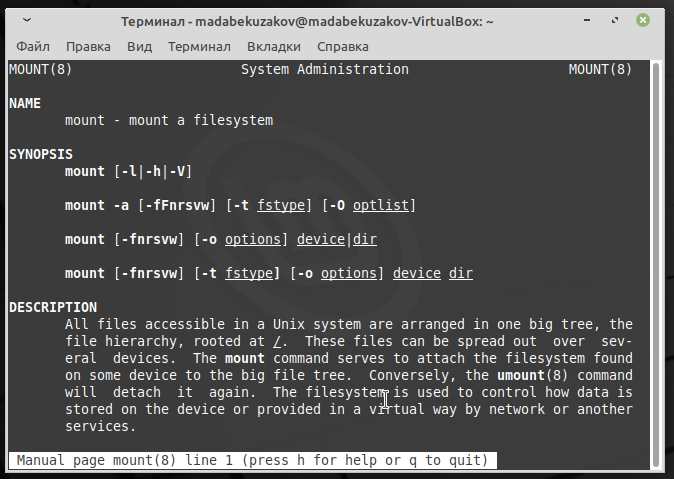 Терминал - madabekuzakov@madabekuzakov-VirtualBox: ~
Файл Правка Вид Терминал Вкладки Справка
MOUNT(8) System Administration MOUNT(8)
NAME
mount - mount a filesystem
SYNOPSIS
mount [-l|-h|-V]
mount -a [-fFnrsvw] [-t fstype] [-O optlist]
mount [-fnrsvw] [-o options] device|dir
mount [-fnrsvw] [-t fstype] [-o options] device dir
DESCRIPTION
All files accessible in a Unix system are arranged in one big tree, the
file hierarchy, rooted at /. These files can be spread out over sev-
eral devices. The mount command serves to attach the filesystem found
on some device to the big file tree. Conversely, the umount(8) command
will detach it again. The filesystem is used to control how data is
stored on the device or provided in a virtual way by network or another
services.
Manual page mount(8) line 1 (press h for help or q to quit)